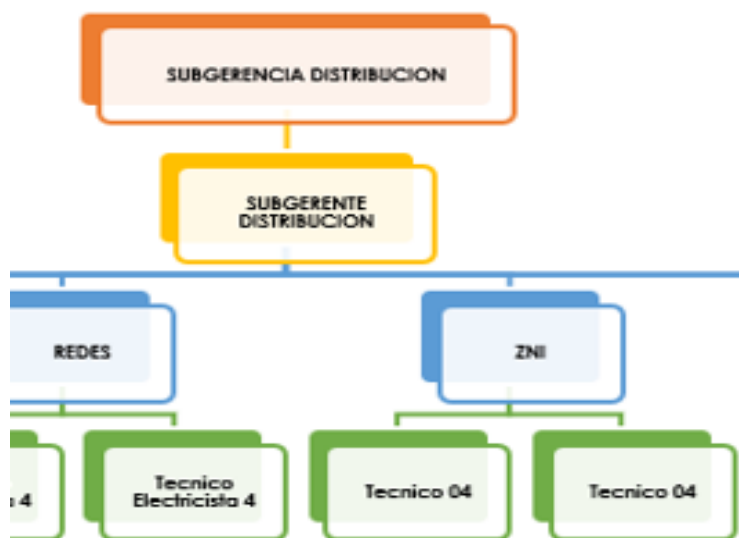 SUBGERENCIA DISTRIBUCION
SUBGERENTE
DISTRIBUCION
REDES
ZNI
4
Tecnico
Electricista 4
Tecnico 04
Tecnico 04